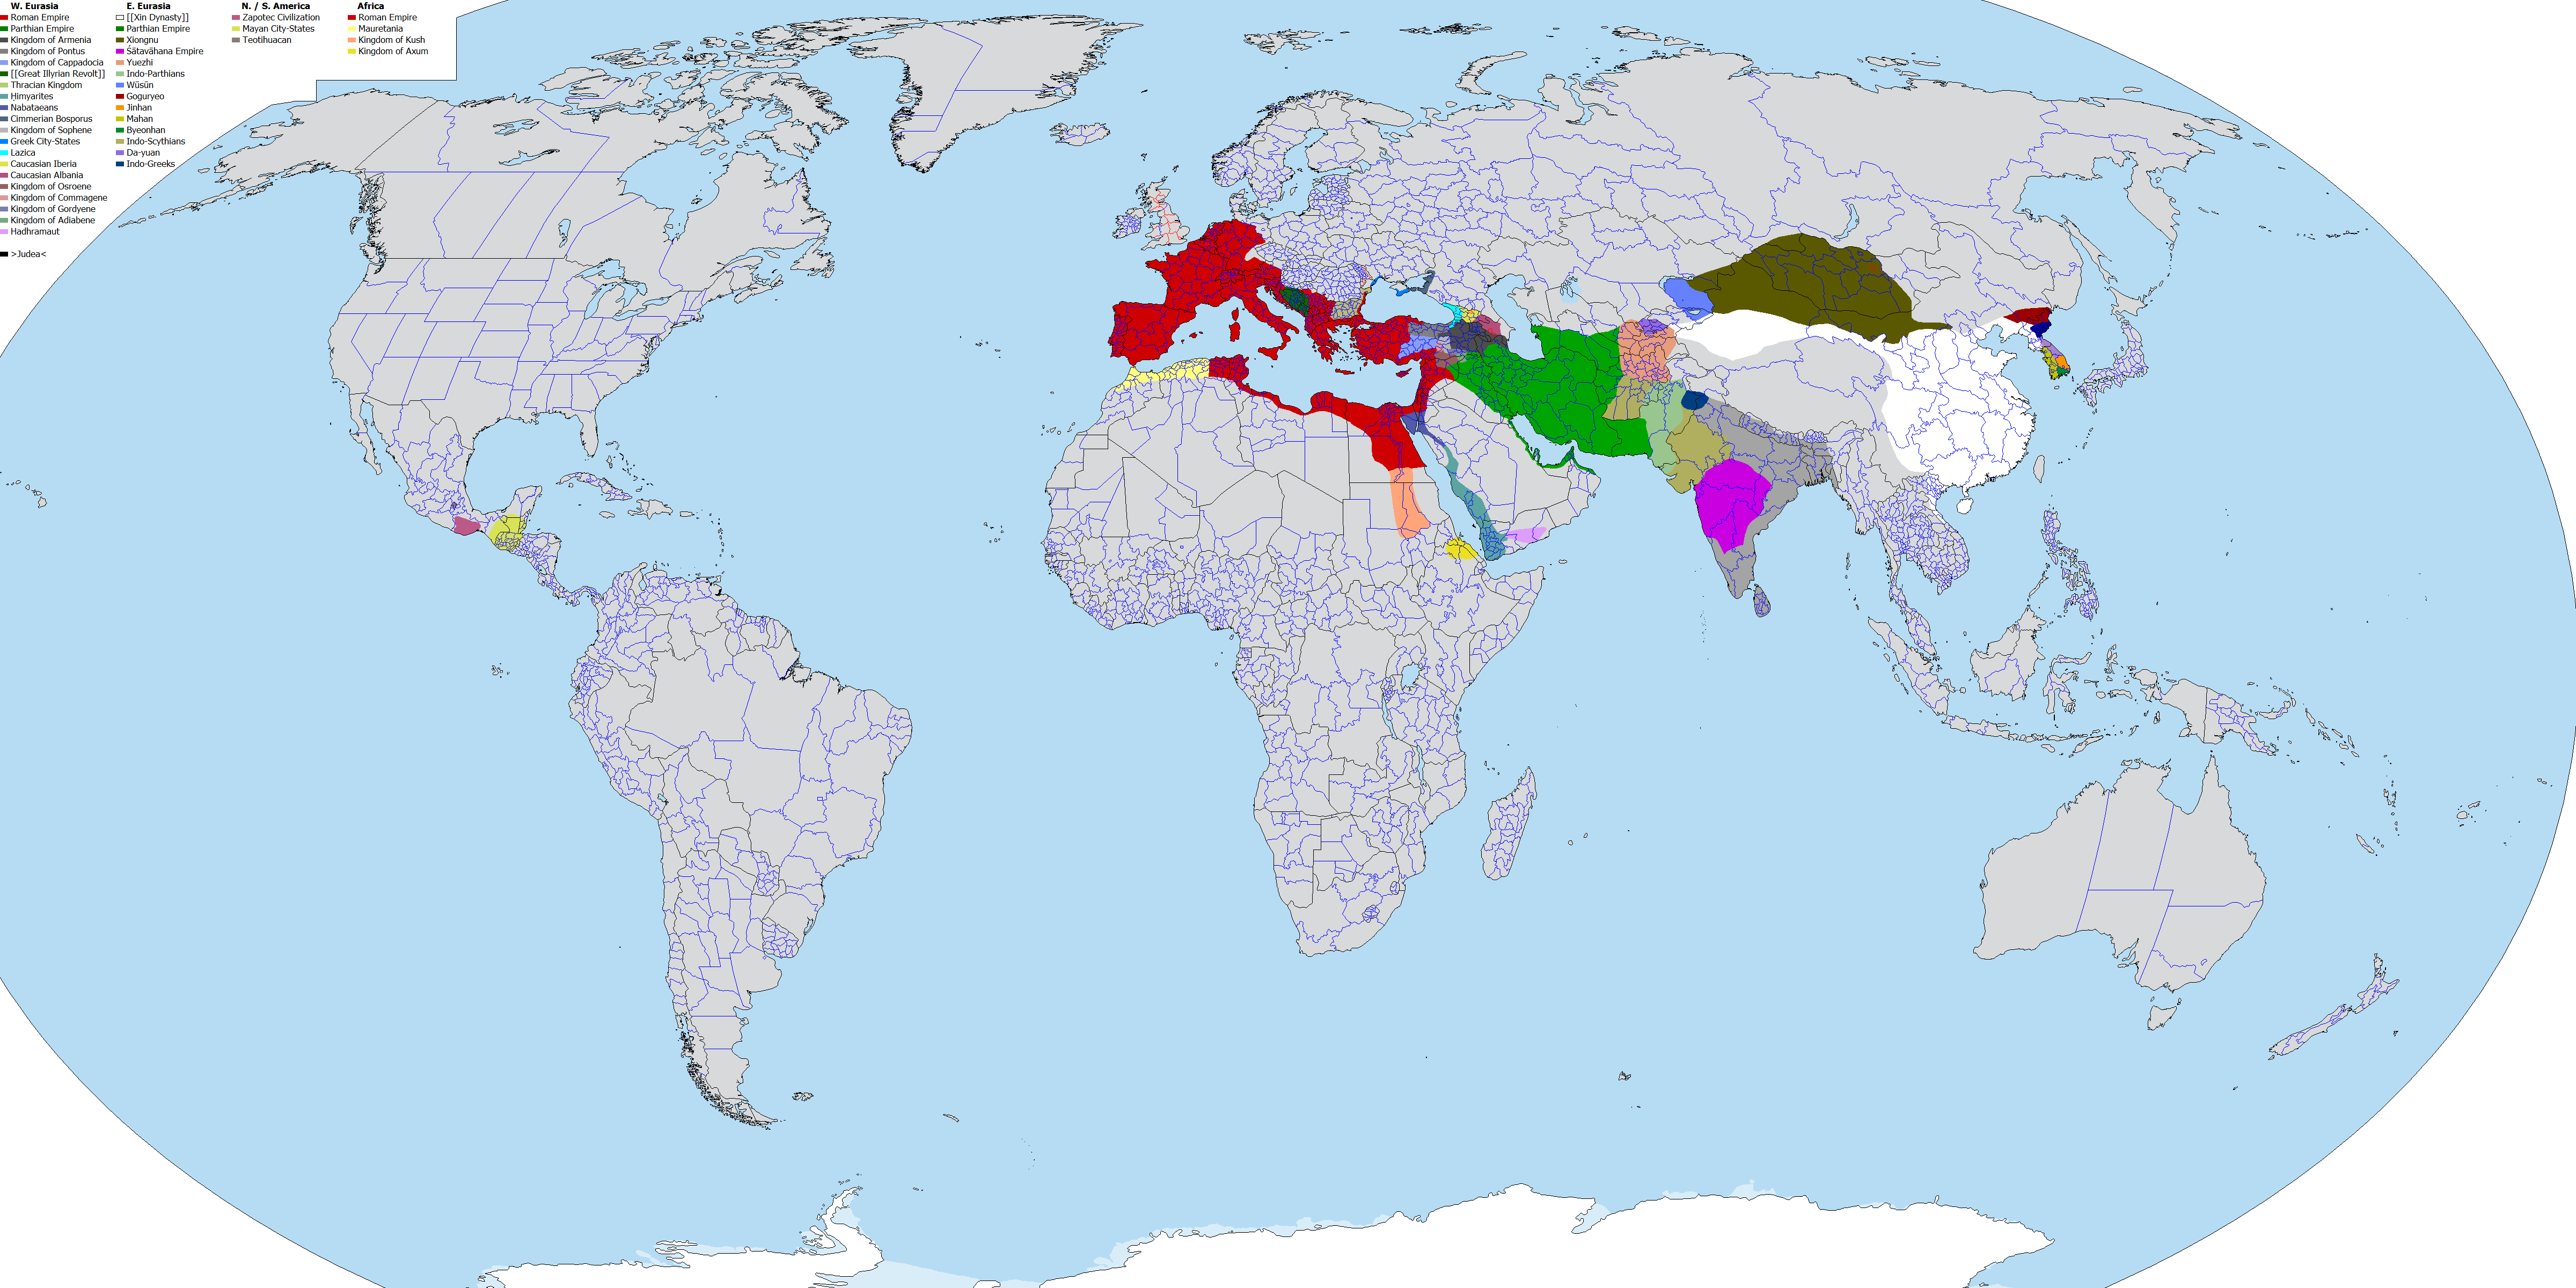 W. Eurasia
Roman Empire
Parthian Empire
Kingdom of Armenia
Kingdom of Pontus
Kingdom of Cappadocia
[[Great Illyrian Revolt]]
Thracian Kingdom
Ḥimyarites
Nabataeans
Cimmerian Bosporus
Kingdom of Sophene
Greek City-States
Lazica
Caucasian Iberia
Caucasian Albania
Kingdom of Osroene
Kingdom of Commagene
Kingdom of Gordyene
Kingdom of Adiabene
Hadhramaut
>Judea<
E. Eurasia
[[Xin Dynasty]]
Parthian Empire
Xiongnu
Śātavāhana Empire
Yuezhi
Indo-Parthians
Wūsūn
Goguryeo
Jinhan
Mahan
Byeonhan
Indo-Scythians
Da-yuan
Indo-Greeks
N. / S. America
Zapotec Civilization
Mayan City-States
Teotihuacan
Africa
Roman Empire
Mauretania
Kingdom of Kush
Kingdom of Axum